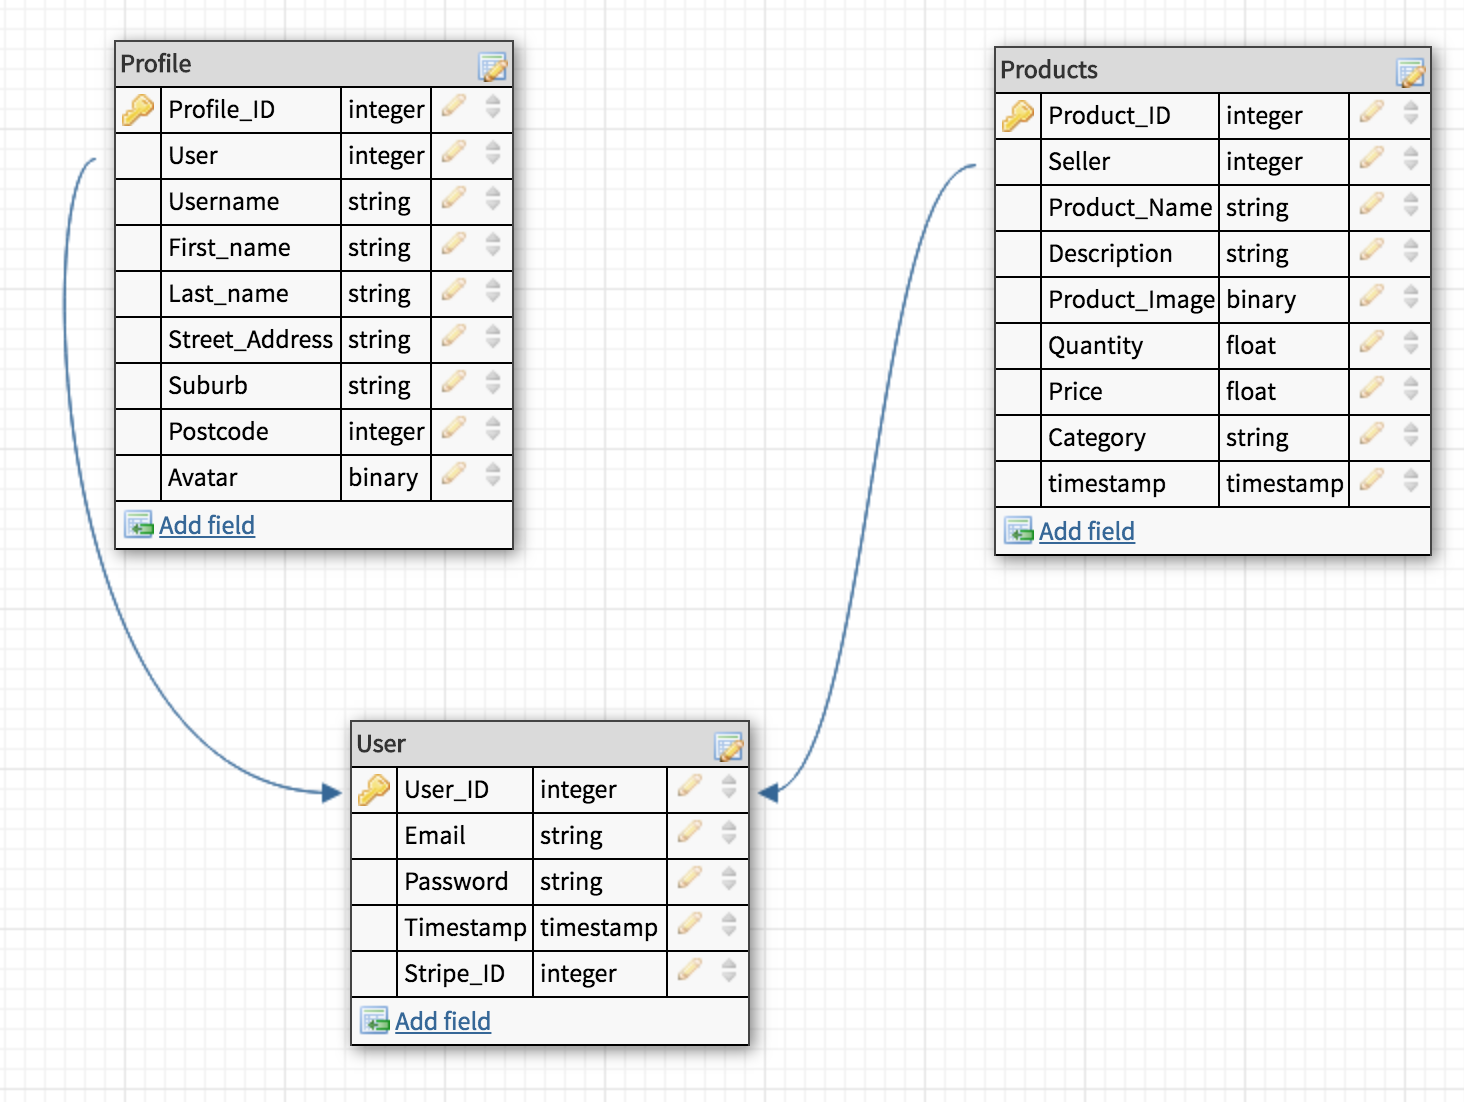 Profile
Profile_ID integer
User integer
Username string
First_name string
Last_name string
Street_Address string
Suburb string
Postcode integer
Avatar binary
Add field
Products
Product_ID integer
Seller integer
Product_Name string
Description string
Product_Image binary
Quantity float
Price float
Category string
timestamp timestamp
Add field
User
User_ID integer
Email string
Password string
Timestamp timestamp
Stripe_ID integer
Add field